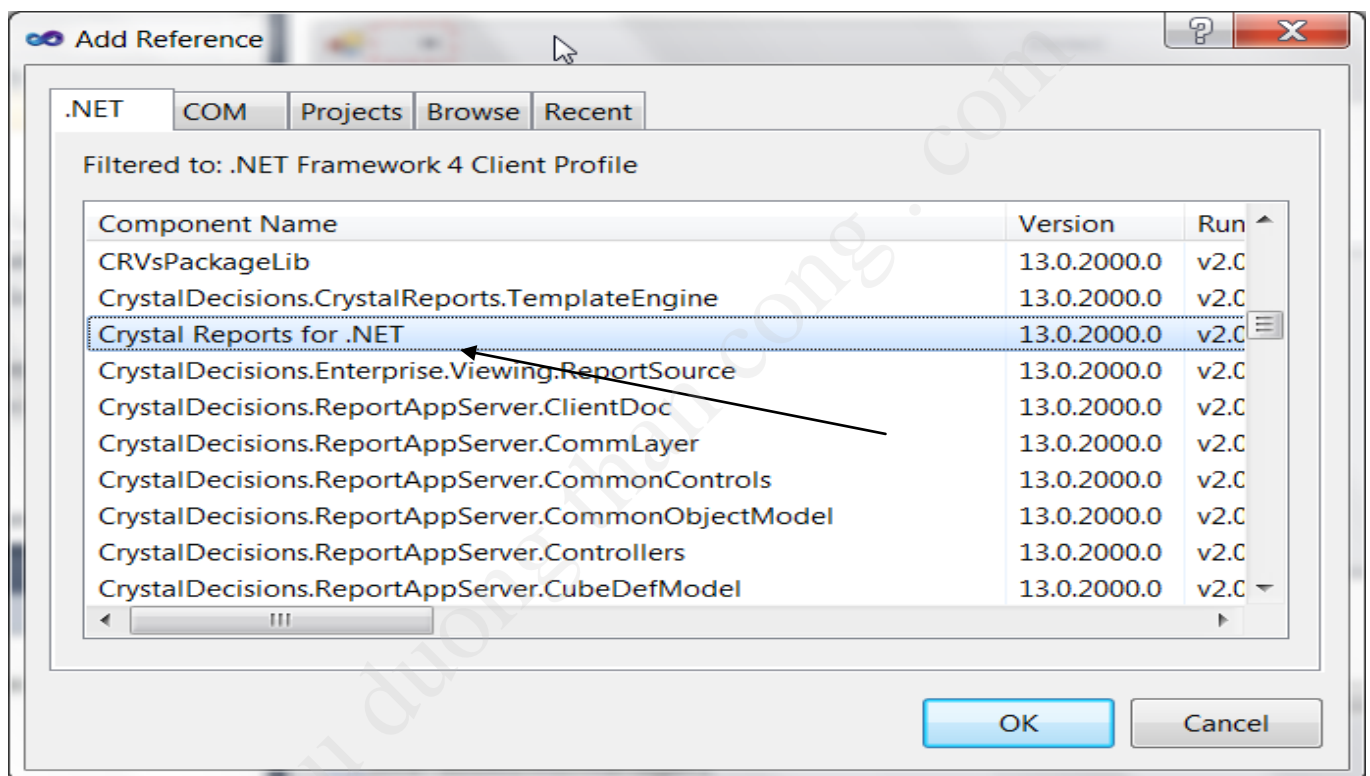 Add Reference
.NET COM Projects Browse Recent
Filtered to: .NET Framework 4 Client Profile
Component Name Version Run
CRVsPackageLib 13.0.2000.0 v2.0
CrystalDecisions.CrystalReports.TemplateEngine 13.0.2000.0 v2.0
Crystal Reports for .NET 13.0.2000.0 v2.0
CrystalDecisions.Enterprise.Viewing.ReportSource 13.0.2000.0 v2.0
CrystalDecisions.ReportAppServer.ClientDoc 13.0.2000.0 v2.0
CrystalDecisions.ReportAppServer.CommLayer 13.0.2000.0 v2.0
CrystalDecisions.ReportAppServer.CommonControls 13.0.2000.0 v2.0
CrystalDecisions.ReportAppServer.CommonObjectModel 13.0.2000.0 v2.0
CrystalDecisions.ReportAppServer.Controllers 13.0.2000.0 v2.0
CrystalDecisions.ReportAppServer.CubeDefModel 13.0.2000.0 v2.0
OK Cancel
u duong than cong . com